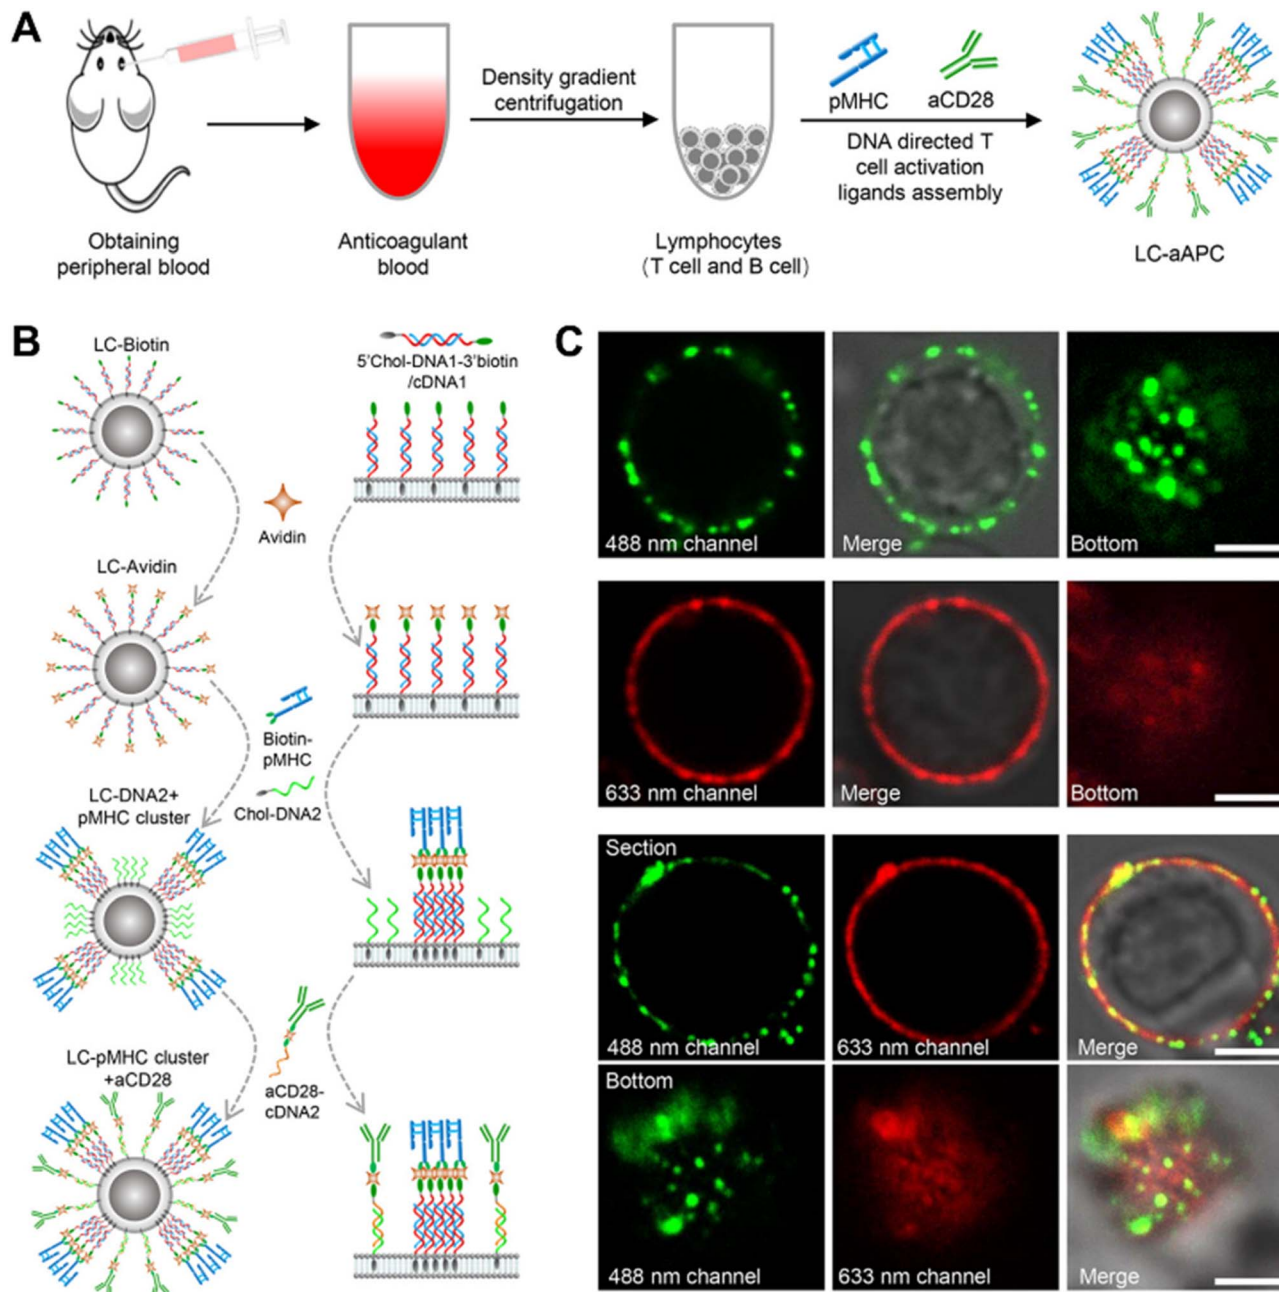 A
Density gradient
centrifugation
pMHC
aCD28
DNA directed T
cell activation
ligands assembly
Obtaining
peripheral blood
Anticoagulant
blood
Lymphocytes
(T cell and B cell)
LC-aAPC
B
LC-Biotin
5'Chol-DNA1-3'biotin
/cDNA1
Avidin
LC-Avidin
Biotin-
pMHC
Chol-DNA2
LC-DNA2+
pMHC cluster
aCD28-
cDNA2
LC-pMHC cluster
+aCD28
C
488 nm channel
Merge
Bottom
633 nm channel
Merge
Bottom
Section
488 nm channel
633 nm channel
Merge
Bottom
488 nm channel
633 nm channel
Merge